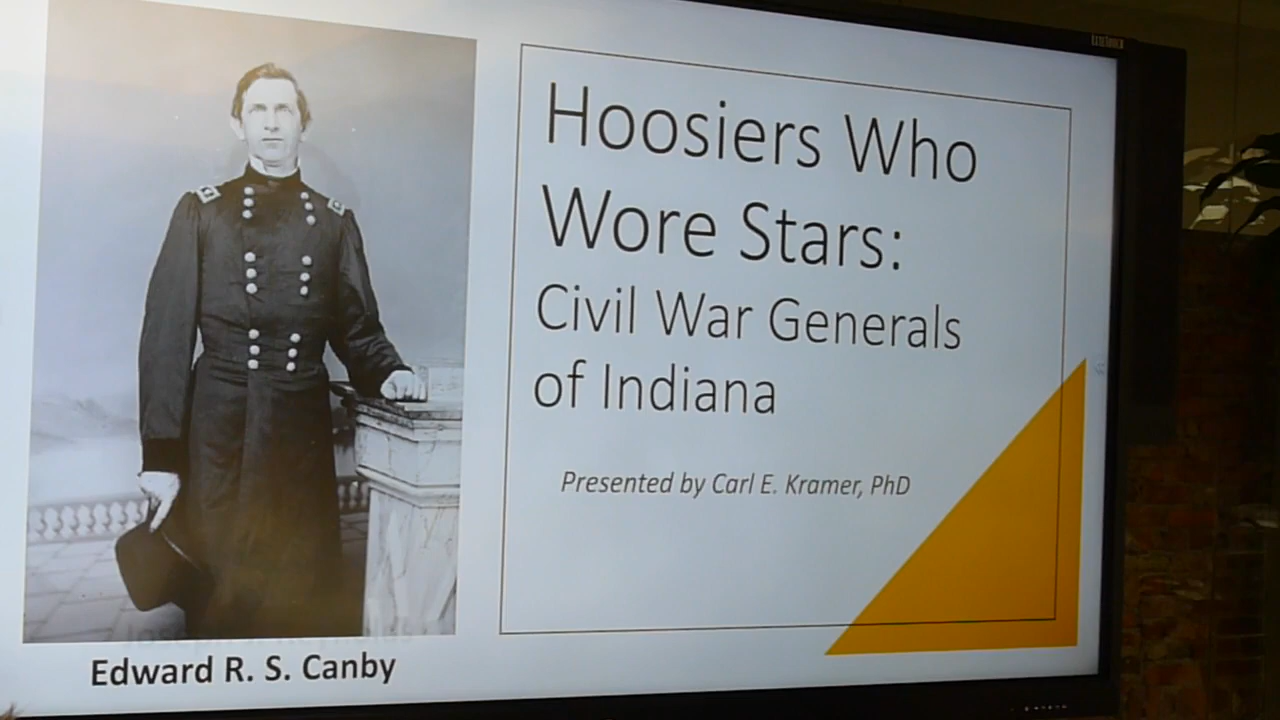 Hoosiers Who
Wore Stars:
Civil War Generals
of Indiana
Presented by Carl E. Kramer, PhD
Edward R. S. Canby